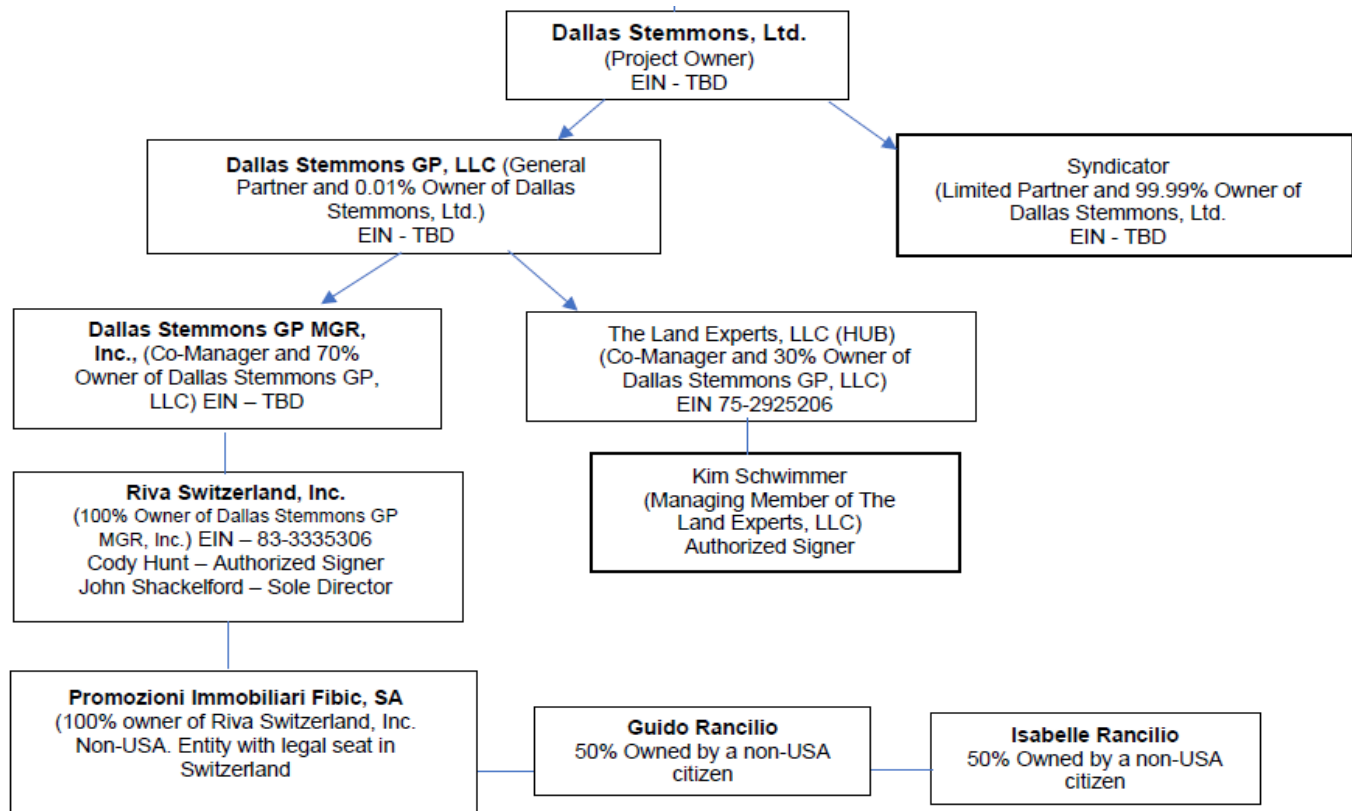 Dallas Stemmons, Ltd.
(Project Owner)
EIN - TBD
Dallas Stemmons GP, LLC (General
Partner and 0.01% Owner of Dallas
Stemmons, Ltd.)
EIN - TBD
Syndicator
(Limited Partner and 99.99% Owner of
Dallas Stemmons, Ltd.
EIN - TBD
Dallas Stemmons GP MGR,
Inc., (Co-Manager and 70%
Owner of Dallas Stemmons GP,
LLC) EIN – TBD
The Land Experts, LLC (HUB)
(Co-Manager and 30% Owner of
Dallas Stemmons GP, LLC)
EIN 75-2925206
Riva Switzerland, Inc.
(100% Owner of Dallas Stemmons GP
MGR, Inc.) EIN – 83-3335306
Cody Hunt – Authorized Signer
John Shackelford – Sole Director
Kim Schwimmer
(Managing Member of The
Land Experts, LLC)
Authorized Signer
Promozioni Immobiliari Fibic, SA
(100% owner of Riva Switzerland, Inc.
Non-USA. Entity with legal seat in
Switzerland
Guido Rancilio
50% Owned by a non-USA
citizen
Isabelle Rancilio
50% Owned by a non-USA
citizen